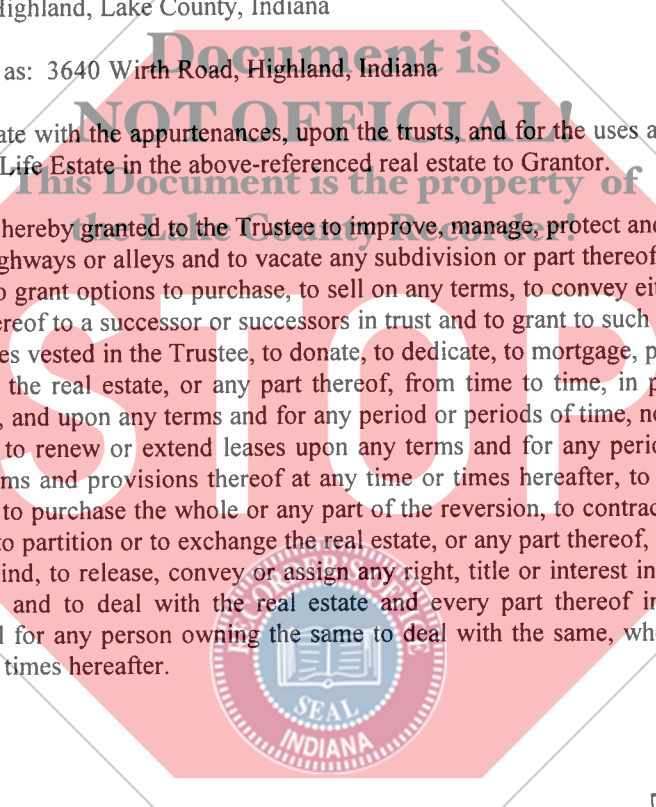 Highland, Lake County, Indiana
Document is
as: 3640 Wirth Road, Highland, Indiana
NOT OFFICIAL!
ate with the appurtenances, upon the trusts, and for the uses a
Life Estate in the above-referenced real estate to Grantor.
This Document is the property of
hereby granted to the Trustee to improve, manage, protect and
the Lake County Recorder!
ghways or alleys and to vacate any subdivision or part thereof
o grant options to purchase, to sell on any terms, to convey ei
ereof to a successor or successors in trust and to grant to such
es vested in the Trustee, to donate, to dedicate, to mortgage, p
the real estate, or any part thereof, from time to time, in p
, and upon any terms and for any period or periods of time, no
to renew or extend leases upon any terms and for any peri
STOP
ms and provisions thereof at any time or times hereafter, to
to purchase the whole or any part of the reversion, to contrac
to partition or to exchange the real estate, or any part thereof,
ind, to release, convey or assign any right, title or interest in
and to deal with the real estate and every part thereof in
l for any person owning the same to deal with the same, wh
times hereafter.
SEAL
INDIANA